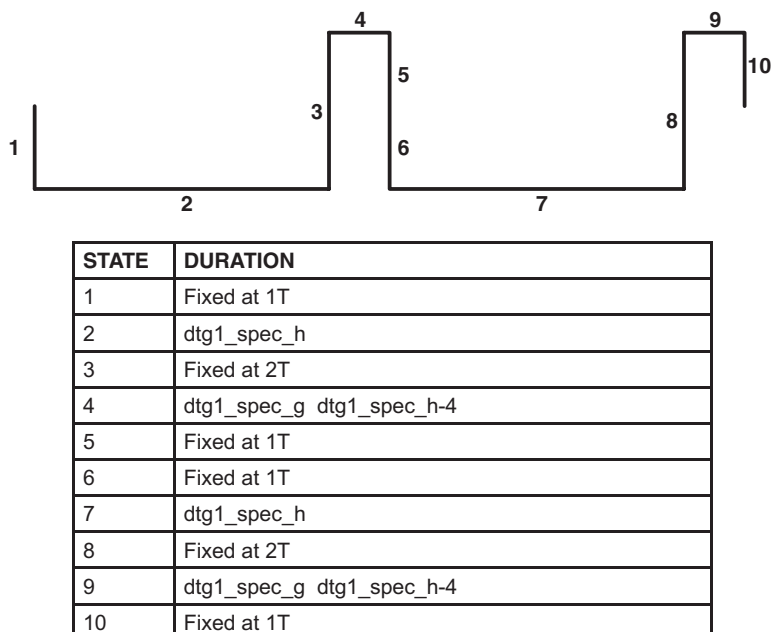 4
9
5
10
3
8
1
6
2
7
STATE DURATION
1 Fixed at 1T
2 dtg1_spec_h
3 Fixed at 2T
4 dtg1_spec_g dtg1_spec_h-4
5 Fixed at 1T
6 Fixed at 1T
7 dtg1_spec_h
8 Fixed at 2T
9 dtg1_spec_g dtg1_spec_h-4
10 Fixed at 1T